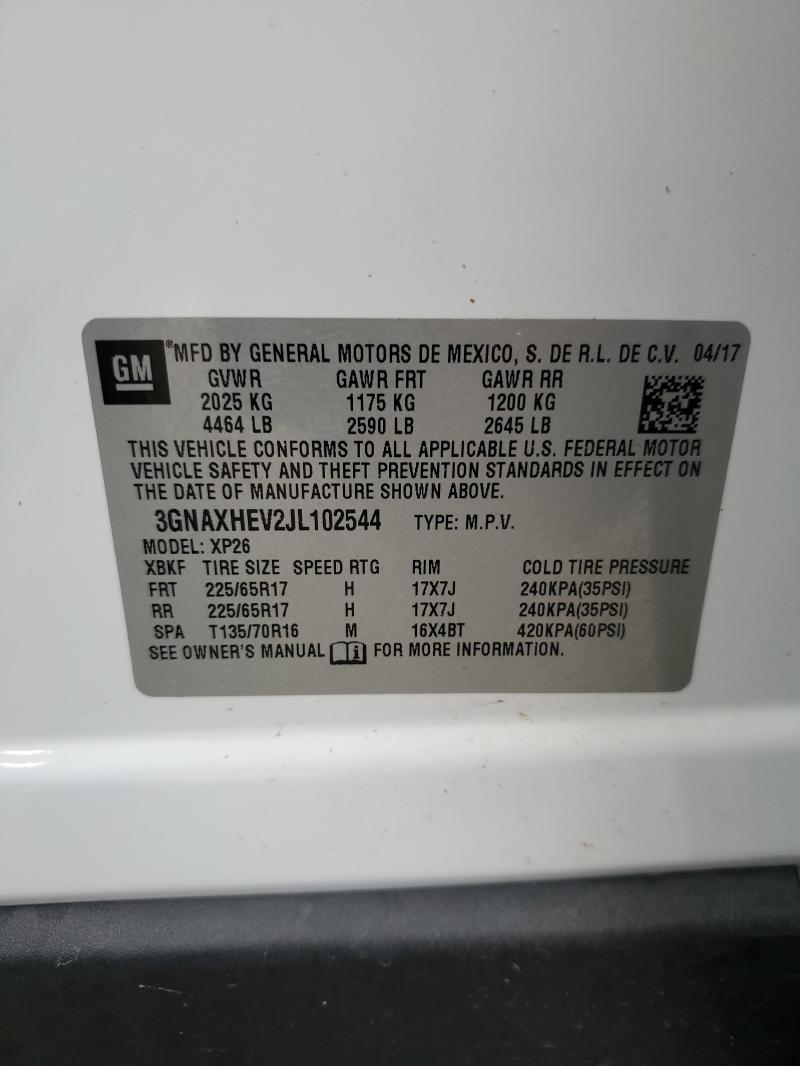 GM ® MFD BY GENERAL MOTORS DE MEXICO, S. DE R.L. DE C.V. 04/17
GVWR GAWR FRT GAWR RR
2025 KG 1175 KG 1200 KG
4464 LB 2590 LB 2645 LB
THIS VEHICLE CONFORMS TO ALL APPLICABLE U.S. FEDERAL MOTOR
VEHICLE SAFETY AND THEFT PREVENTION STANDARDS IN EFFECT ON
THE DATE OF MANUFACTURE SHOWN ABOVE.
3GNAXHEV2JL102544 TYPE: M.P.V.
MODEL: XP26
XBKF TIRE SIZE SPEED RTG RIM COLD TIRE PRESSURE
FRT 225/65R17 H 17X7J 240KPA(35PSI)
RR 225/65R17 H 17X7J 240KPA(35PSI)
SPA T135/70R16 M 16X4BT 420KPA(60PSI)
SEE OWNER'S MANUAL i FOR MORE INFORMATION.